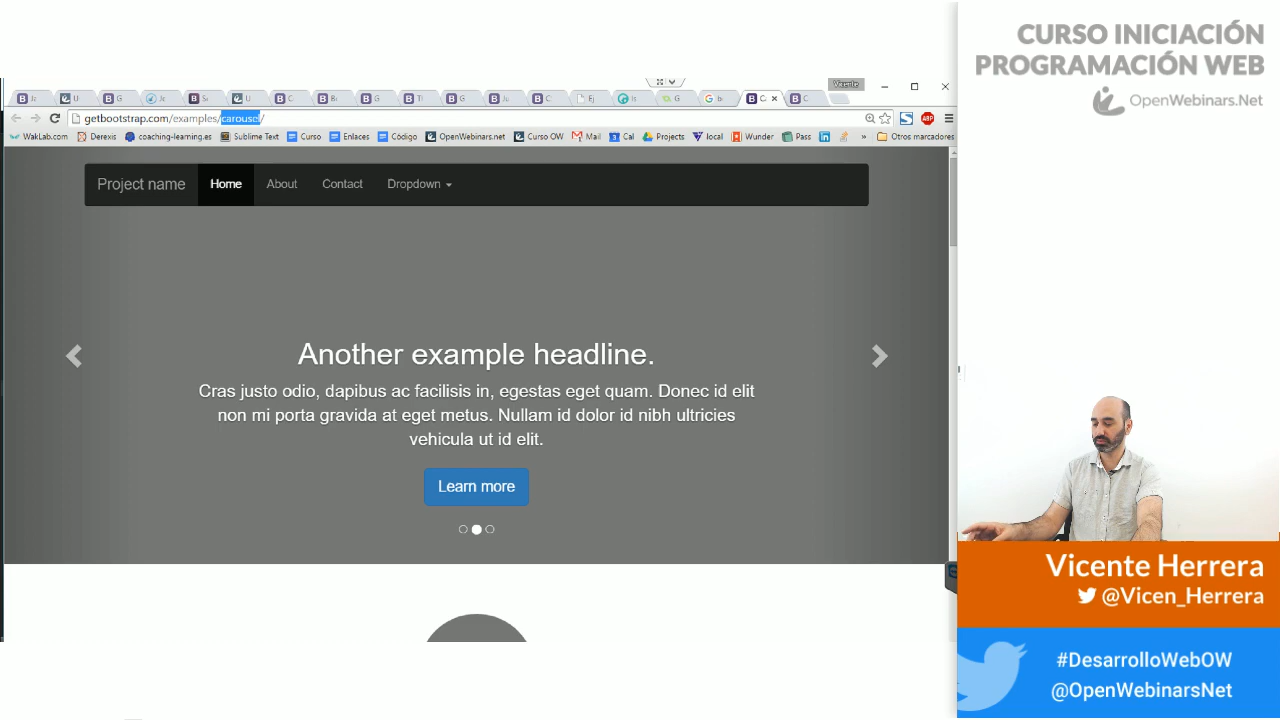 CURSO INICIACIÓN
PROGRAMACIÓN WEB
OpenWebinars.Net
Vicente
getbootstrap.com/examples/carousel/
WakLab.com Derexis coaching-learning.es Sublime Text Curso Enlaces Código OpenWebinars.net Curso OW Mail Cal Projects local Wunder Pass » Otros marcadores
Project name Home About Contact Dropdown
Another example headline.
Cras justo odio, dapibus ac facilisis in, egestas eget quam. Donec id elit
non mi porta gravida at eget metus. Nullam id dolor id nibh ultricies
vehicula ut id elit.
Learn more
Vicente Herrera
@Vicen_Herrera
#DesarrolloWebOW
@OpenWebinarsNet